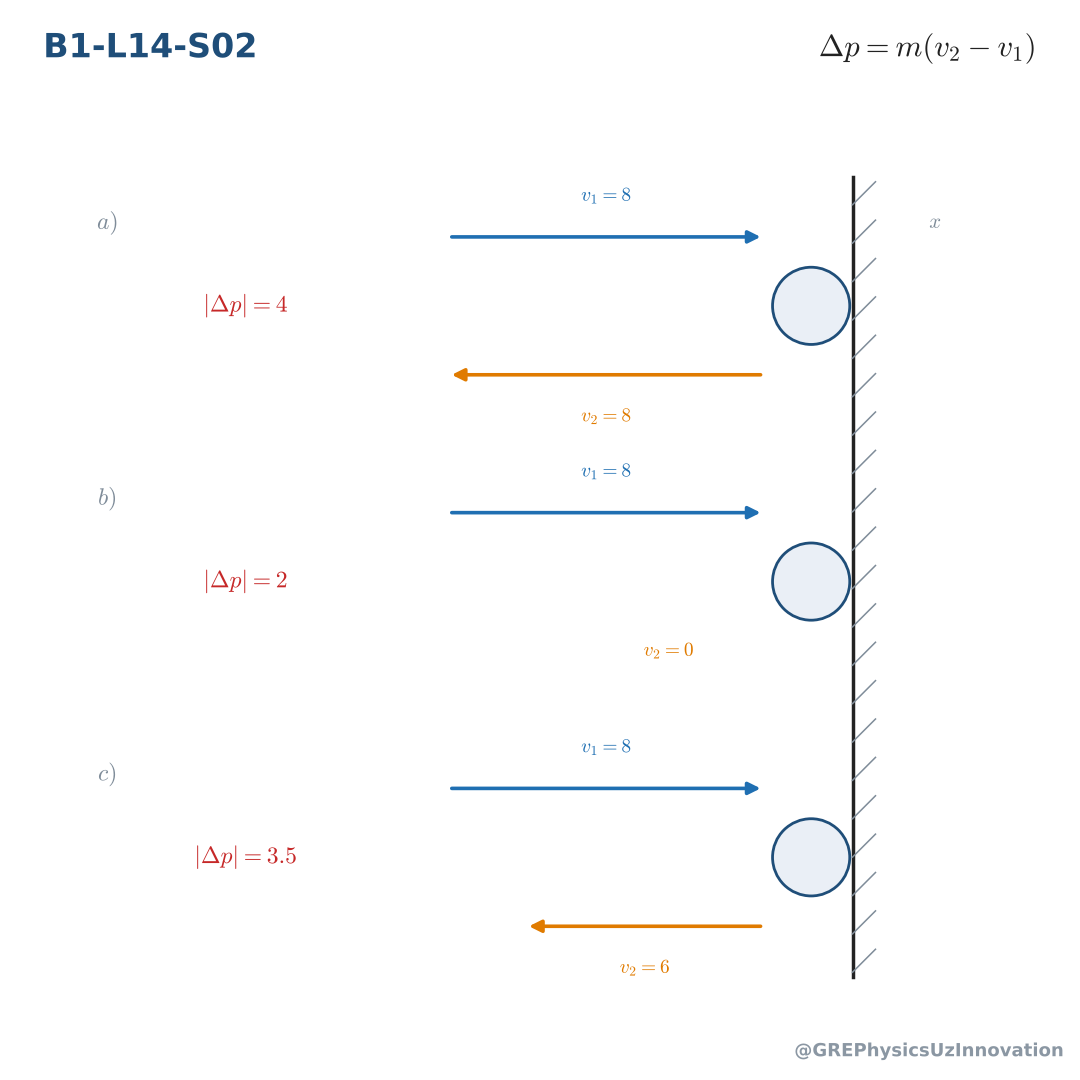 B1-L14-S02
Δp = m(v₂ − v₁)
v₁ = 8
a)
x
|Δp| = 4
v₂ = 8
v₁ = 8
b)
|Δp| = 2
v₂ = 0
v₁ = 8
c)
|Δp| = 3.5
v₂ = 6
@GREPhysicsUzInnovation